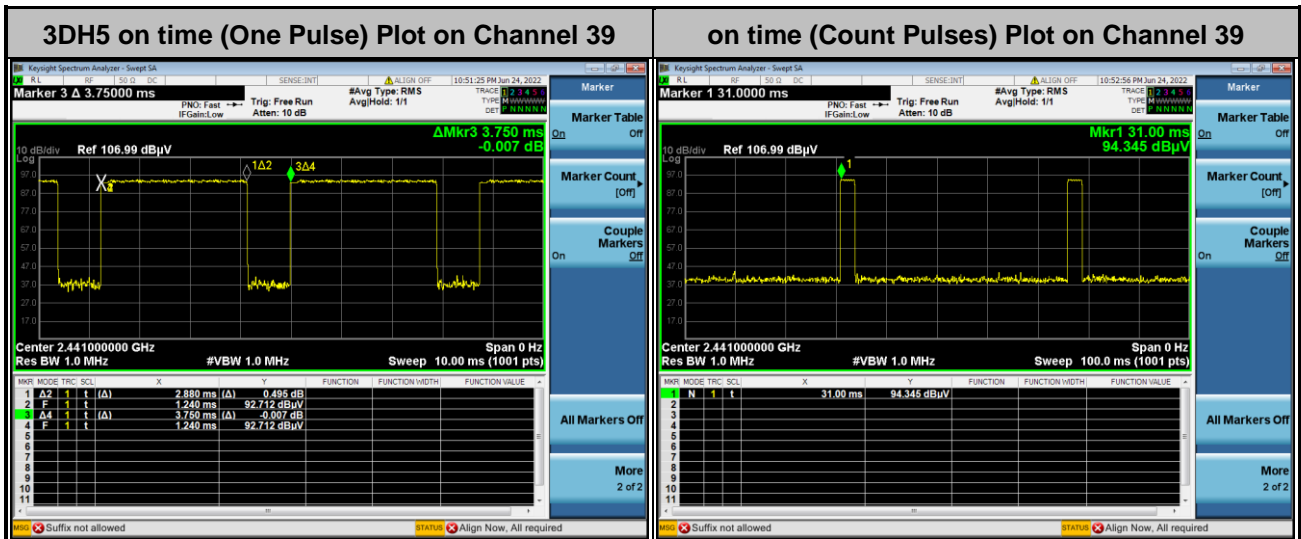 3DH5 on time (One Pulse) Plot on Channel 39
Keysight Spectrum Analyzer - Swept SA
RL RF 50 Ω DC SENSE:INT ALIGN OFF 10:51:25 PM Jun 24, 2022
Marker 3 Δ 3.75000 ms
PNO: Fast Trig: Free Run
IFGain:Low Atten: 10 dB
#Avg Type: RMS
Avg|Hold: 1/1
TRACE 1 2 3 4 5 6
TYPE M WWWWW
DET P N N N N N
ΔMkr3 3.750 ms
-0.007 dB
10 dB/div Ref 106.99 dBµV
Log
97.0
87.0
77.0
67.0
57.0
47.0
37.0
27.0
17.0
1Δ2
3Δ4
Center 2.441000000 GHz Span 0 Hz
Res BW 1.0 MHz #VBW 1.0 MHz Sweep 10.00 ms (1001 pts)
MKR MODE TRC SCL X Y FUNCTION FUNCTION WIDTH FUNCTION VALUE
1 Δ2 1 t (Δ) 2.880 ms (Δ) 0.495 dB
2 F 1 t 1.240 ms 92.712 dBµV
3 Δ4 1 t (Δ) 3.750 ms (Δ) -0.007 dB
4 F 1 t 1.240 ms 92.712 dBµV
5
6
7
8
9
10
11
MSG Suffix not allowed STATUS Align Now, All required
Marker
Marker Table
On Off
Marker Count
[Off]
Couple
Markers
On Off
All Markers Off
More
2 of 2
on time (Count Pulses) Plot on Channel 39
Keysight Spectrum Analyzer - Swept SA
RL RF 50 Ω DC SENSE:INT ALIGN OFF 10:52:56 PM Jun 24, 2022
Marker 1 31.0000 ms
PNO: Fast Trig: Free Run
IFGain:Low Atten: 10 dB
#Avg Type: RMS
Avg|Hold: 1/1
TRACE 1 2 3 4 5 6
TYPE M WWWWW
DET P N N N N N
Mkr1 31.00 ms
94.345 dBµV
10 dB/div Ref 106.99 dBµV
Log
97.0
87.0
77.0
67.0
57.0
47.0
37.0
27.0
17.0
1
Center 2.441000000 GHz Span 0 Hz
Res BW 1.0 MHz #VBW 1.0 MHz Sweep 100.0 ms (1001 pts)
MKR MODE TRC SCL X Y FUNCTION FUNCTION WIDTH FUNCTION VALUE
1 N 1 t 31.00 ms 94.345 dBµV
2
3
4
5
6
7
8
9
10
11
MSG Suffix not allowed STATUS Align Now, All required
Marker
Marker Table
On Off
Marker Count
[Off]
Couple
Markers
On Off
All Markers Off
More
2 of 2